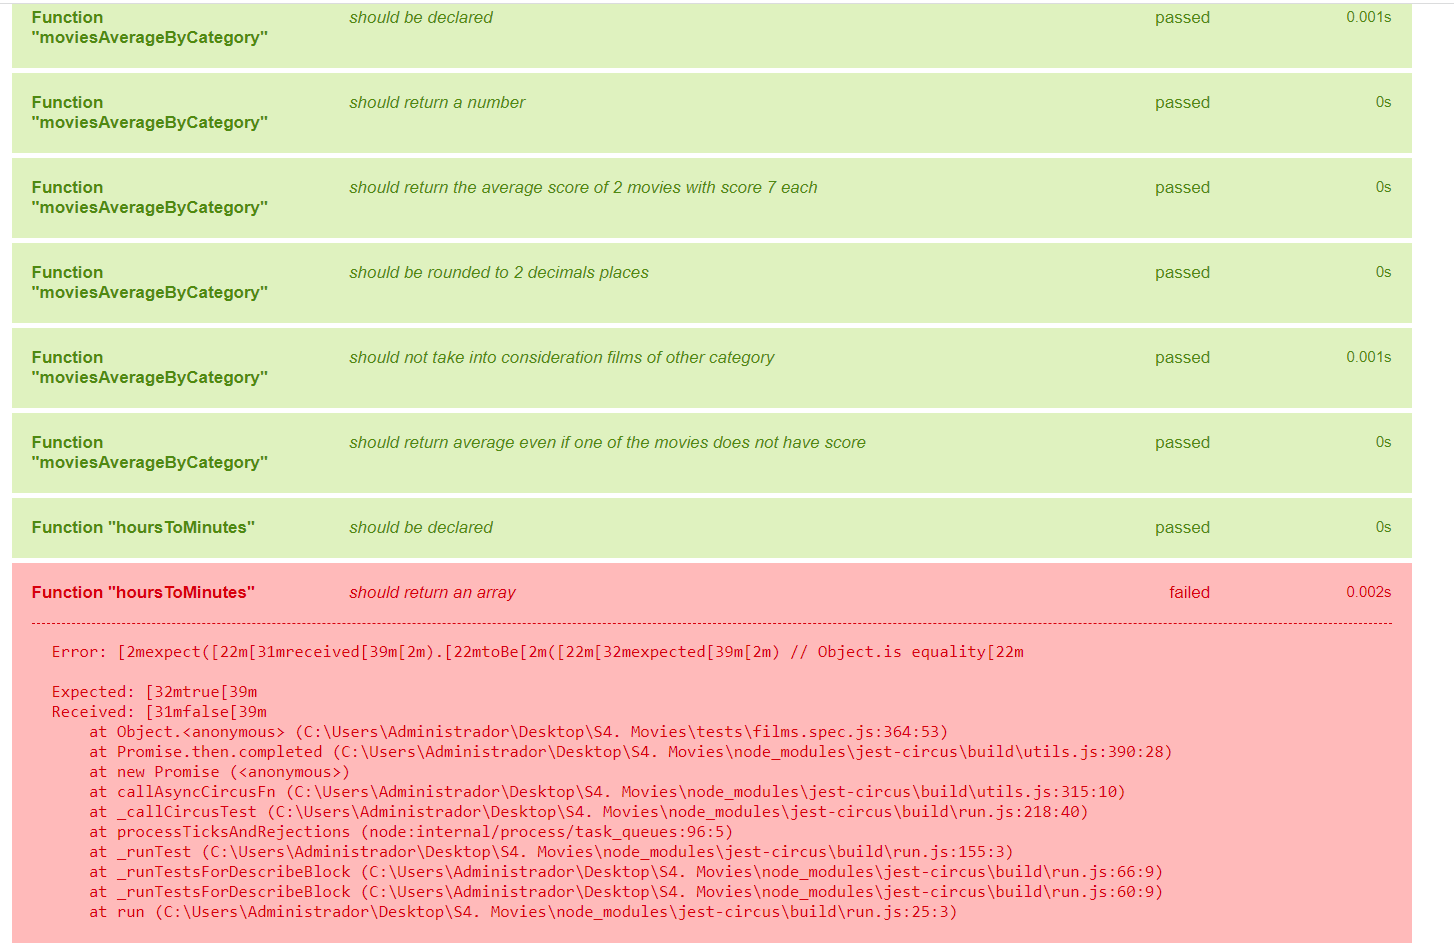 Function should be declared passed 0.001s
"moviesAverageByCategory"
Function should return a number passed 0s
"moviesAverageByCategory"
Function should return the average score of 2 movies with score 7 each passed 0s
"moviesAverageByCategory"
Function should be rounded to 2 decimals places passed 0s
"moviesAverageByCategory"
Function should not take into consideration films of other category passed 0.001s
"moviesAverageByCategory"
Function should return average even if one of the movies does not have score passed 0s
"moviesAverageByCategory"
Function "hoursToMinutes" should be declared passed 0s
Function "hoursToMinutes" should return an array failed 0.002s
Error: [2mexpect([22m[31mreceived[39m[2m).[22mtoBe[2m([22m[32mexpected[39m[2m) // Object.is equality[22m
Expected: [32mtrue[39m
Received: [31mfalse[39m
at Object.<anonymous> (C:\Users\Administrador\Desktop\S4. Movies\tests\films.spec.js:364:53)
at Promise.then.completed (C:\Users\Administrador\Desktop\S4. Movies\node_modules\jest-circus\build\utils.js:390:28)
at new Promise (<anonymous>)
at callAsyncCircusFn (C:\Users\Administrador\Desktop\S4. Movies\node_modules\jest-circus\build\utils.js:315:10)
at _callCircusTest (C:\Users\Administrador\Desktop\S4. Movies\node_modules\jest-circus\build\run.js:218:40)
at processTicksAndRejections (node:internal/process/task_queues:96:5)
at _runTest (C:\Users\Administrador\Desktop\S4. Movies\node_modules\jest-circus\build\run.js:155:3)
at _runTestsForDescribeBlock (C:\Users\Administrador\Desktop\S4. Movies\node_modules\jest-circus\build\run.js:66:9)
at _runTestsForDescribeBlock (C:\Users\Administrador\Desktop\S4. Movies\node_modules\jest-circus\build\run.js:60:9)
at run (C:\Users\Administrador\Desktop\S4. Movies\node_modules\jest-circus\build\run.js:25:3)